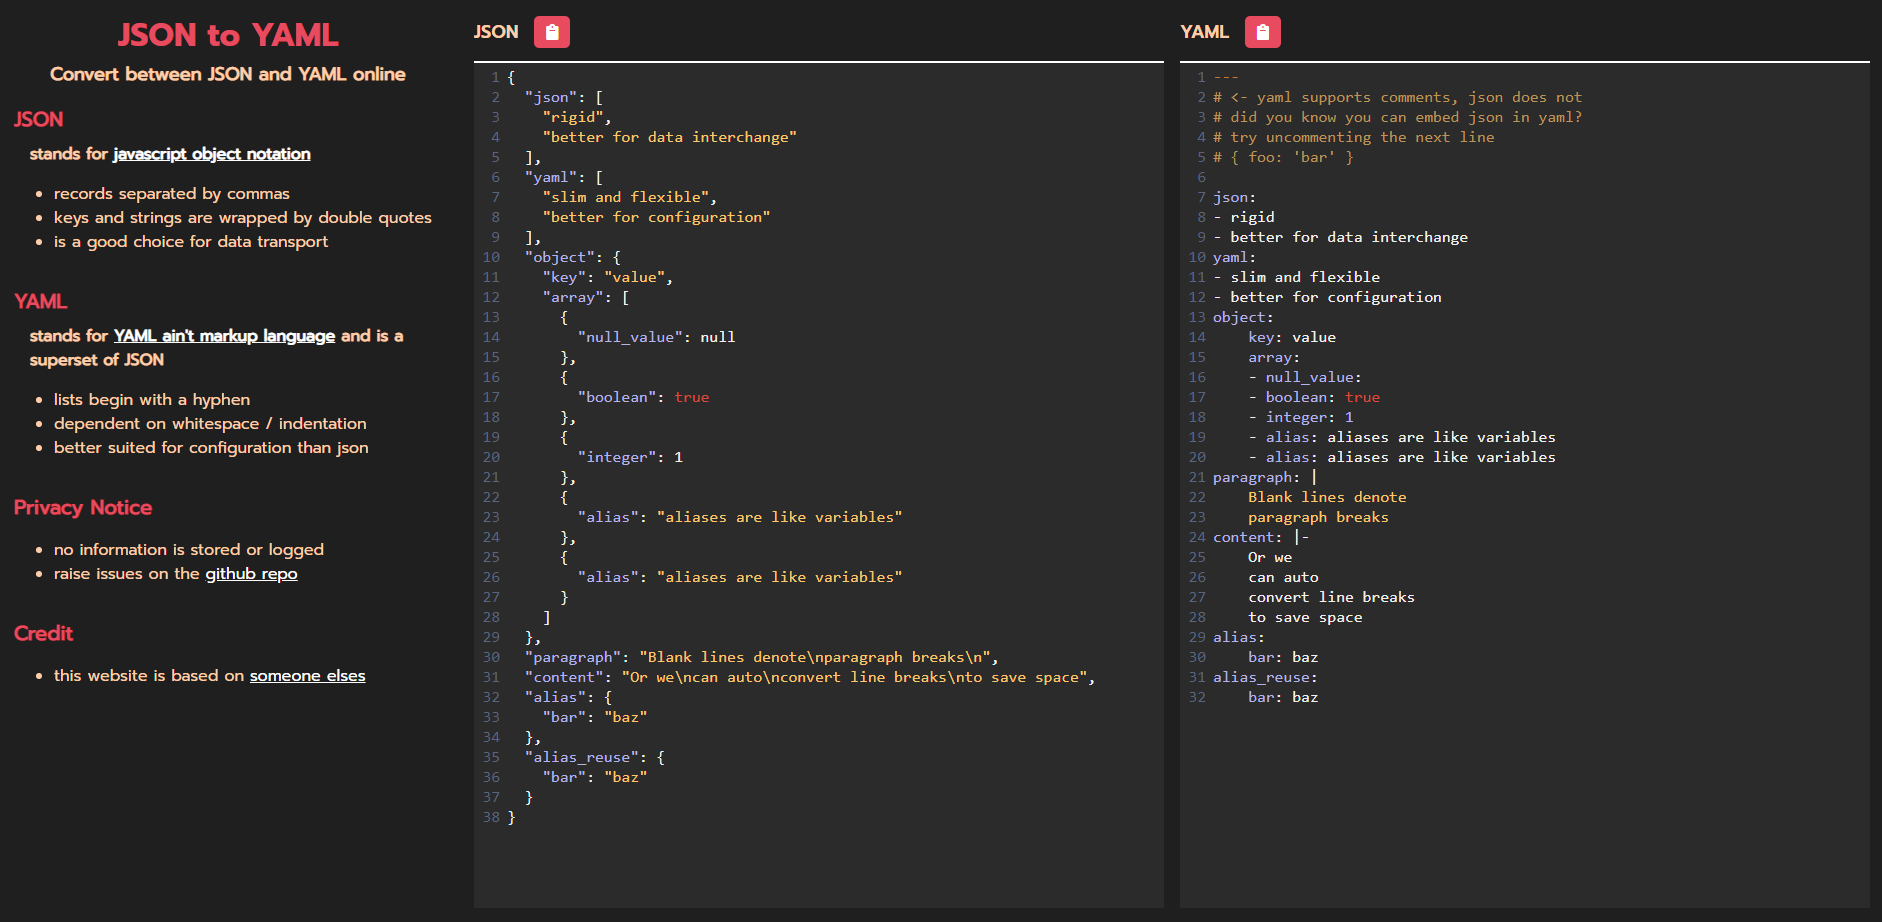 JSON to YAML
Convert between JSON and YAML online
JSON
stands for javascript object notation
• records separated by commas
• keys and strings are wrapped by double quotes
• is a good choice for data transport
YAML
stands for YAML ain't markup language and is a
superset of JSON
• lists begin with a hyphen
• dependent on whitespace / indentation
• better suited for configuration than json
Privacy Notice
• no information is stored or logged
• raise issues on the github repo
Credit
• this website is based on someone elses
JSON
1 {
2   "json": [
3     "rigid",
4     "better for data interchange"
5   ],
6   "yaml": [
7     "slim and flexible",
8     "better for configuration"
9   ],
10   "object": {
11     "key": "value",
12     "array": [
13       {
14         "null_value": null
15       },
16       {
17         "boolean": true
18       },
19       {
20         "integer": 1
21       },
22       {
23         "alias": "aliases are like variables"
24       },
25       {
26         "alias": "aliases are like variables"
27       }
28     ]
29   },
30   "paragraph": "Blank lines denote\nparagraph breaks\n",
31   "content": "Or we\ncan auto\nconvert line breaks\nto save space",
32   "alias": {
33     "bar": "baz"
34   },
35   "alias_reuse": {
36     "bar": "baz"
37   }
38 }
YAML
1 ---
2 # <- yaml supports comments, json does not
3 # did you know you can embed json in yaml?
4 # try uncommenting the next line
5 # { foo: 'bar' }
6
7 json:
8 - rigid
9 - better for data interchange
10 yaml:
11 - slim and flexible
12 - better for configuration
13 object:
14     key: value
15     array:
16     - null_value:
17     - boolean: true
18     - integer: 1
19     - alias: aliases are like variables
20     - alias: aliases are like variables
21 paragraph: |
22     Blank lines denote
23     paragraph breaks
24 content: |-
25     Or we
26     can auto
27     convert line breaks
28     to save space
29 alias:
30     bar: baz
31 alias_reuse:
32     bar: baz